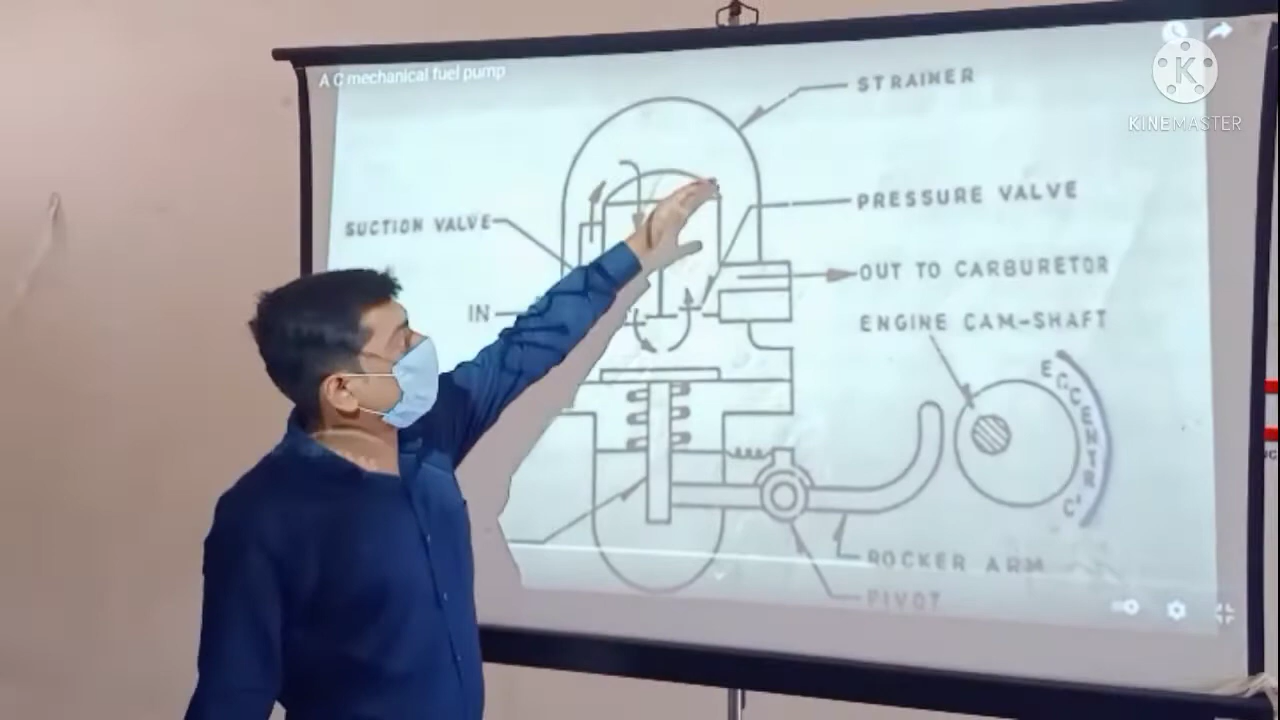 A C mechanical fuel pump
STRAINER
KINEMASTER
SUCTION VALVE
PRESSURE VALVE
OUT TO CARBURETOR
IN
ENGINE CAM-SHAFT
ECCENTRIC
ROCKER ARM
PIVOT